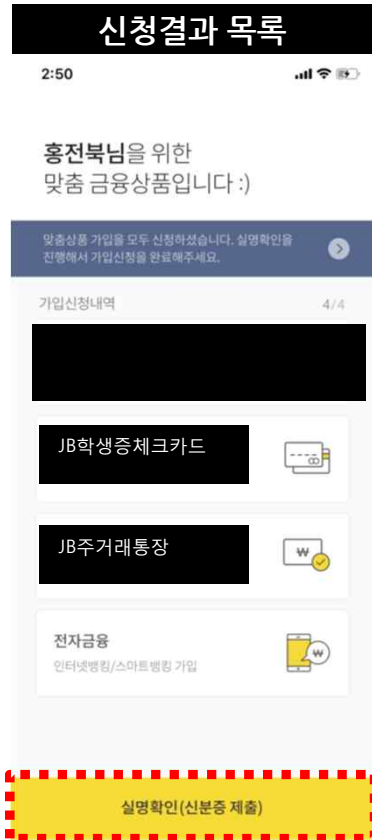 신청결과 목록
2:50
홍전북님을 위한
맞춤 금융상품입니다 :)
맞춤상품 가입을 모두 신청하셨습니다. 실명확인을
진행해서 가입신청을 완료해주세요.
가입신청내역
4/4
JB학생증체크카드
JB주거래통장
₩
전자금융
인터넷뱅킹/스마트뱅킹 가입
₩
실명확인(신분증 제출)